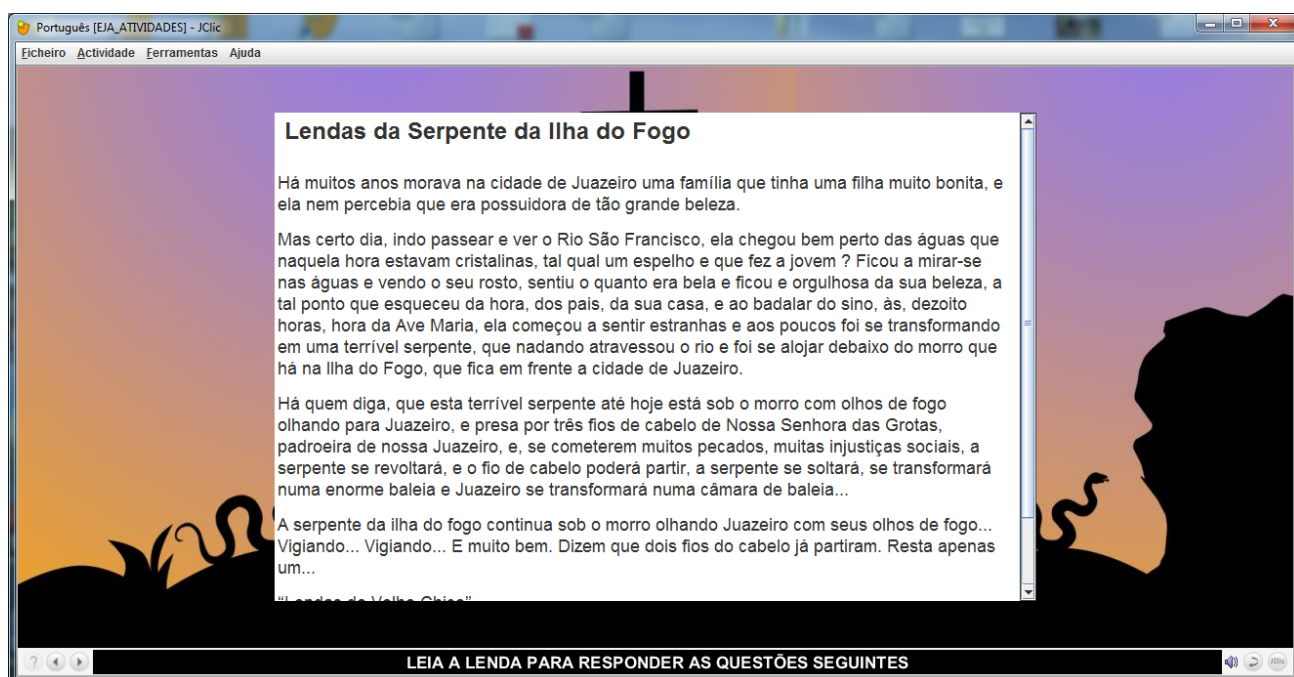 Português [EJA_ATIVIDADES] - JClic
Ficheiro Actividade Ferramentas Ajuda
Lendas da Serpente da Ilha do Fogo
Há muitos anos morava na cidade de Juazeiro uma família que tinha uma filha muito bonita, e
ela nem percebia que era possuidora de tão grande beleza.
Mas certo dia, indo passear e ver o Rio São Francisco, ela chegou bem perto das águas que
naquela hora estavam cristalinas, tal qual um espelho e que fez a jovem ? Ficou a mirar-se
nas águas e vendo o seu rosto, sentiu o quanto era bela e ficou e orgulhosa da sua beleza, a
tal ponto que esqueceu da hora, dos pais, da sua casa, e ao badalar do sino, às, dezoito
horas, hora da Ave Maria, ela começou a sentir estranhas e aos poucos foi se transformando
em uma terrível serpente, que nadando atravessou o rio e foi se alojar debaixo do morro que
há na Ilha do Fogo, que fica em frente a cidade de Juazeiro.
Há quem diga, que esta terrível serpente até hoje está sob o morro com olhos de fogo
olhando para Juazeiro, e presa por três fios de cabelo de Nossa Senhora das Grotas,
padroeira de nossa Juazeiro, e, se cometerem muitos pecados, muitas injustiças sociais, a
serpente se revoltará, e o fio de cabelo poderá partir, a serpente se soltará, se transformará
numa enorme baleia e Juazeiro se transformará numa câmara de baleia...
A serpente da ilha do fogo continua sob o morro olhando Juazeiro com seus olhos de fogo...
Vigiando... Vigiando... E muito bem. Dizem que dois fios do cabelo já partiram. Resta apenas
um...
“Lendas do Velho Chico”
LEIA A LENDA PARA RESPONDER AS QUESTÕES SEGUINTES
JClic